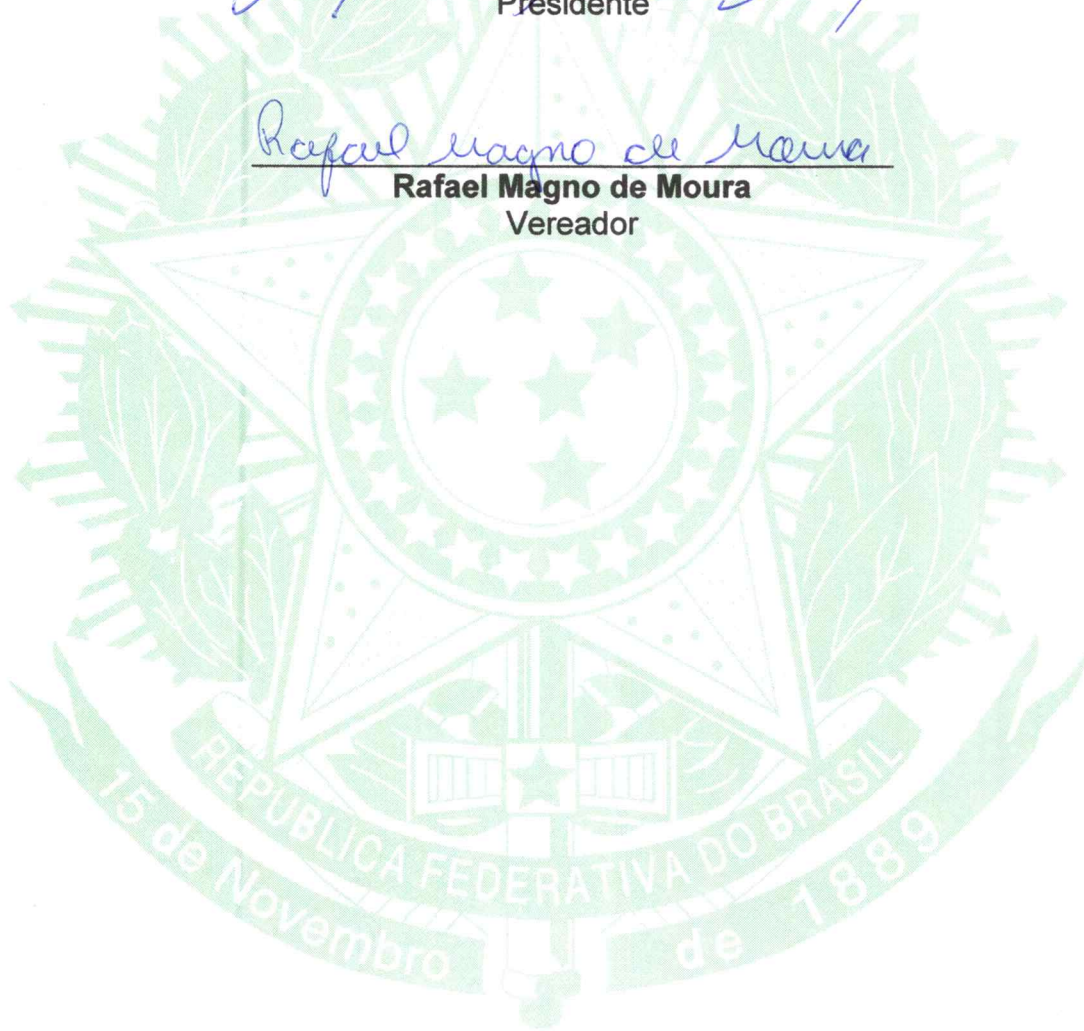 Presidente
Rafael Magno de Moura
Rafael Magno de Moura
Vereador
REPUBLICA FEDERATIVA DO BRASIL
15 de Novembro de 1889